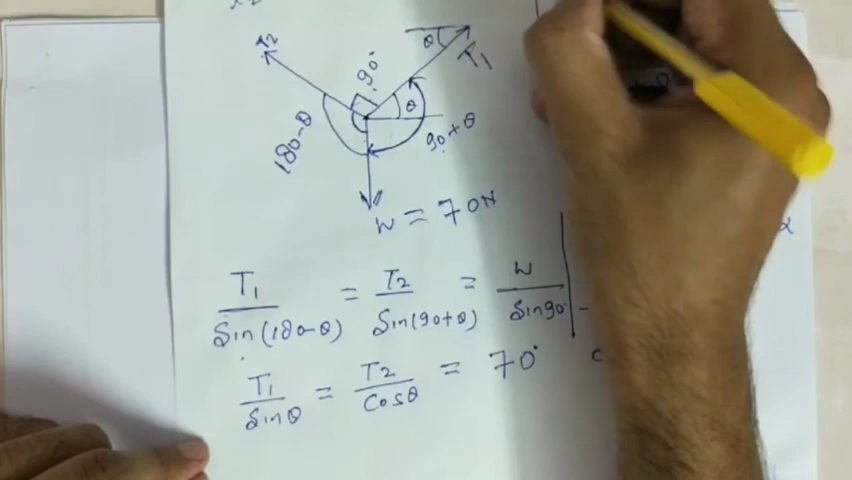 T2
90°
θ
T1
θ
180-θ
90+θ
W = 70N
T1 / Sin(180-θ) = T2 / Sin(90+θ) = W / Sin90
T1 / Sinθ = T2 / Cosθ = 70°